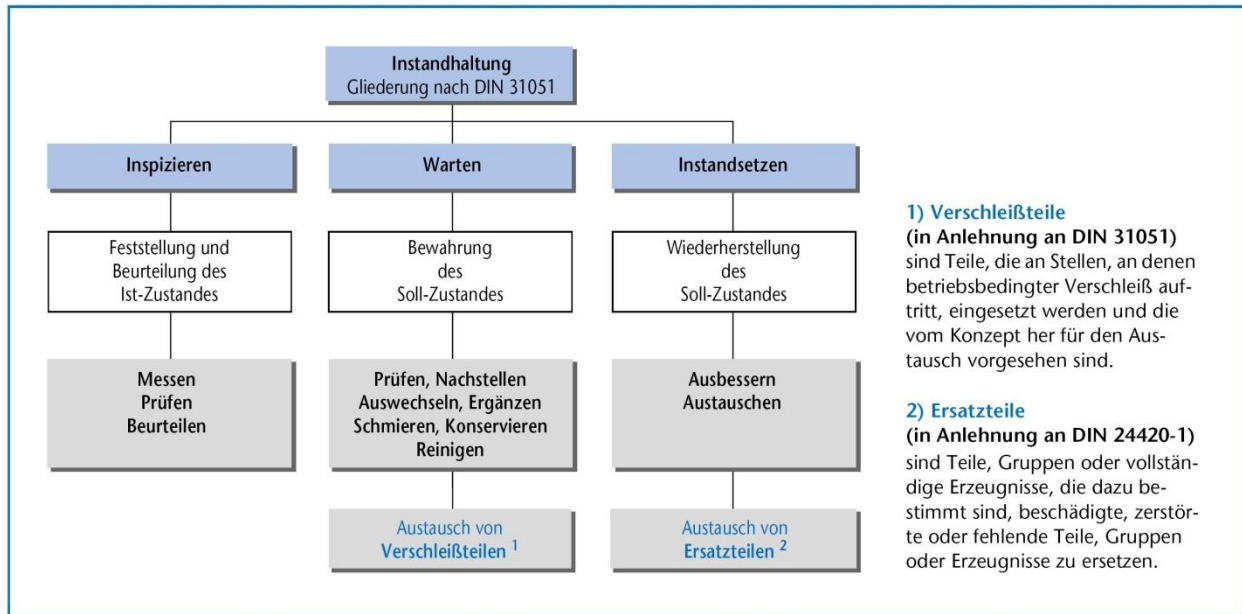 Instandhaltung
Gliederung nach DIN 31051
Inspizieren
Warten
Instandsetzen
Feststellung und
Beurteilung des
Ist-Zustandes
Bewahrung
des
Soll-Zustandes
Wiederherstellung
des
Soll-Zustandes
Messen
Prüfen
Beurteilen
Prüfen, Nachstellen
Auswechseln, Ergänzen
Schmieren, Konservieren
Reinigen
Ausbessern
Austauschen
Austausch von
Verschleißteilen 1
Austausch von
Ersatzteilen 2
1) Verschleißteile
(in Anlehnung an DIN 31051)
sind Teile, die an Stellen, an denen
betriebsbedingter Verschleiß auf-
tritt, eingesetzt werden und die
vom Konzept her für den Aus-
tausch vorgesehen sind.
2) Ersatzteile
(in Anlehnung an DIN 24420-1)
sind Teile, Gruppen oder vollstän-
dige Erzeugnisse, die dazu be-
stimmt sind, beschädigte, zerstör-
te oder fehlende Teile, Gruppen
oder Erzeugnisse zu ersetzen.